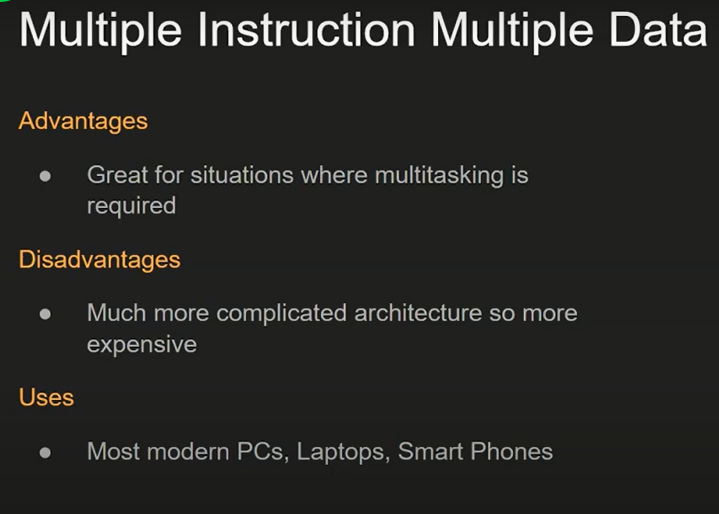 Multiple Instruction Multiple Data
Advantages
● Great for situations where multitasking is
required
Disadvantages
● Much more complicated architecture so more
expensive
Uses
● Most modern PCs, Laptops, Smart Phones